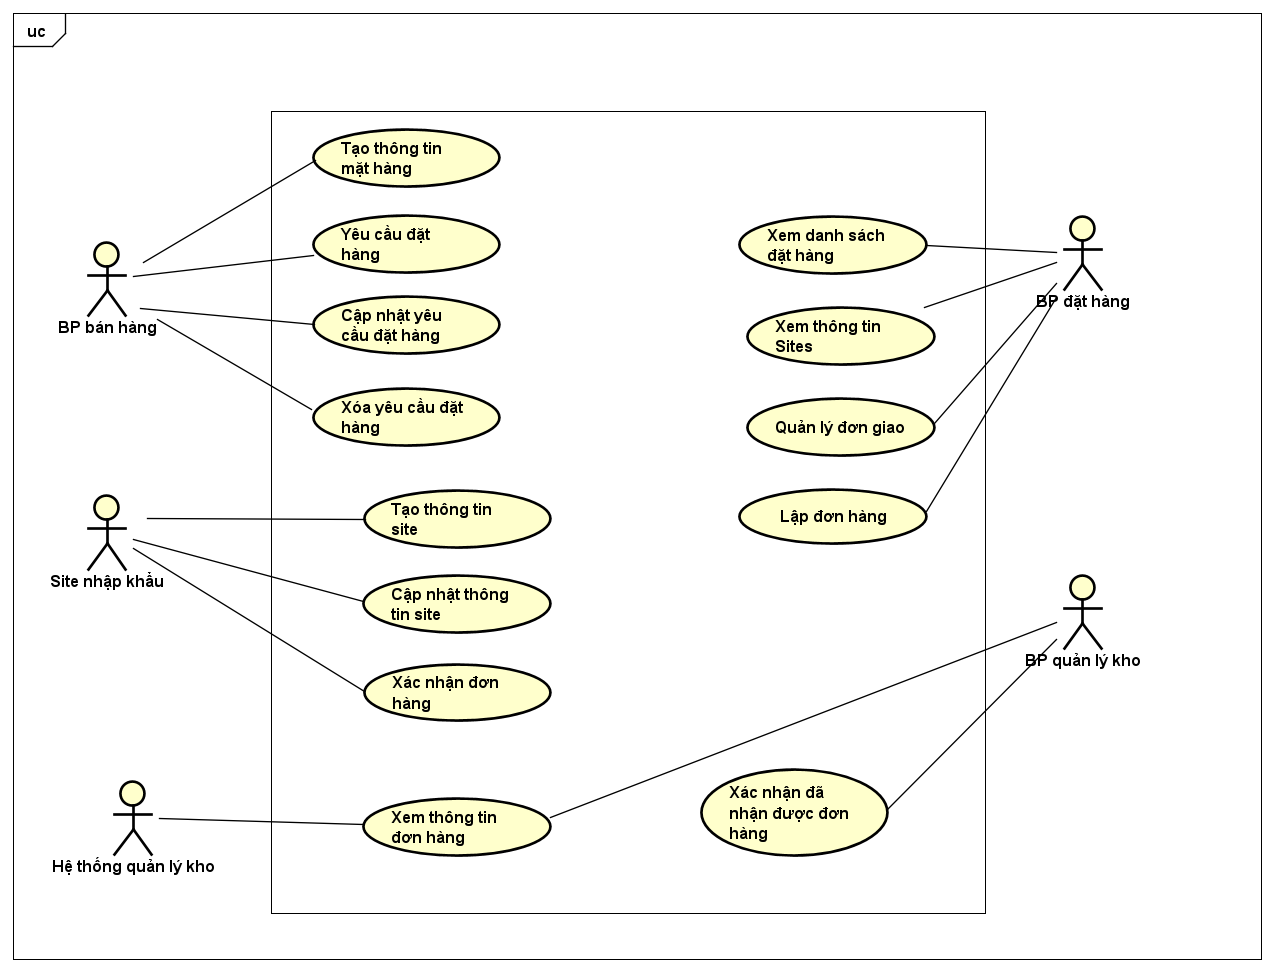 uc
Tạo thông tin
mặt hàng
Yêu cầu đặt
hàng
Cập nhật yêu
cầu đặt hàng
Xóa yêu cầu đặt
hàng
BP bán hàng
Xem danh sách
đặt hàng
Xem thông tin
Sites
Quản lý đơn giao
Lập đơn hàng
BP đặt hàng
Tạo thông tin
site
Cập nhật thông
tin site
Xác nhận đơn
hàng
Site nhập khẩu
BP quản lý kho
Xem thông tin
đơn hàng
Xác nhận đã
nhận được đơn
hàng
Hệ thống quản lý kho